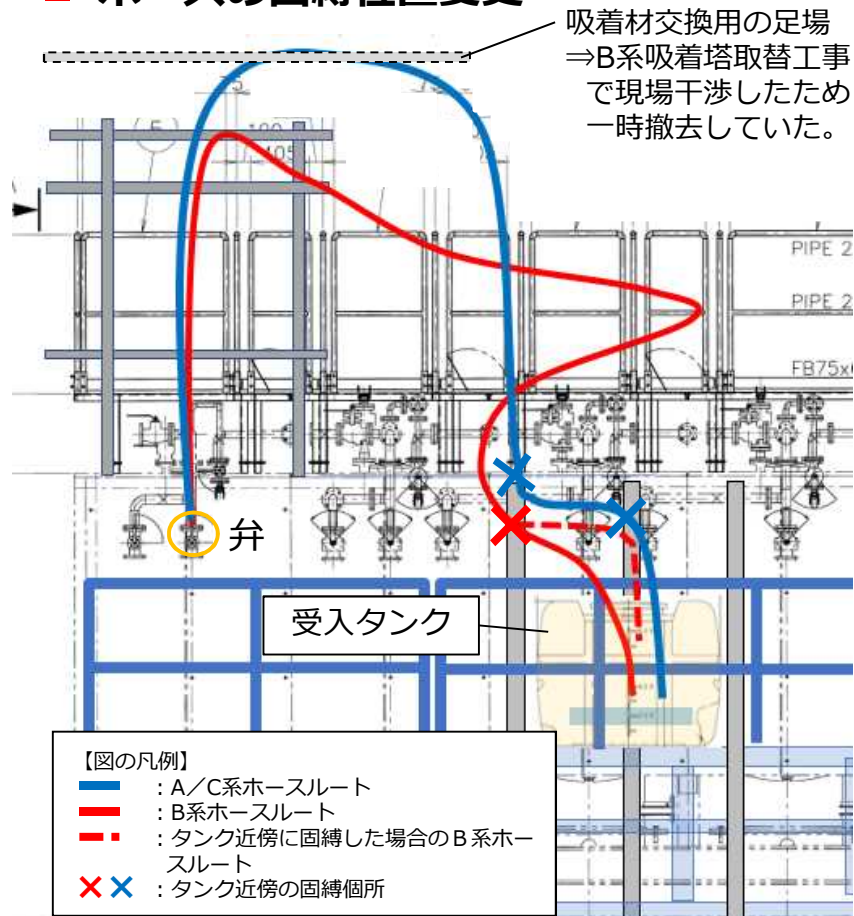 吸着材交換用の足場
⇒B系吸着塔取替工事
で現場干渉したため
一時撤去していた。
PIPE 2
PIPE 2
FB75x
弁
受入タンク
【図の凡例】
：A／C系ホースルート
：B系ホースルート
：タンク近傍に固縛した場合のＢ系ホー
スルート
：タンク近傍の固縛個所